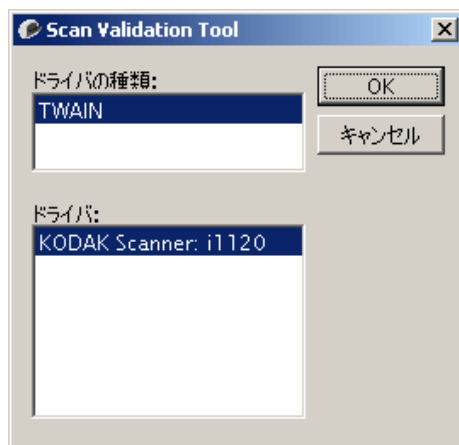 Scan Validation Tool
ドライバの種類:
TWAIN
OK
キャンセル
ドライバ:
KODAK Scanner: i1120